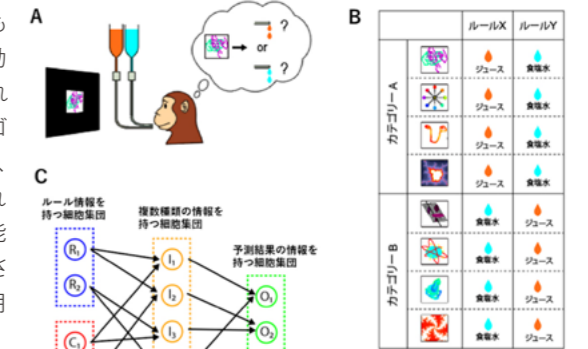 A
?
or
?
B
ルールX
ルールY
カテゴリー A
ジュース
食塩水
ジュース
食塩水
ジュース
食塩水
ジュース
食塩水
カテゴリー B
食塩水
ジュース
食塩水
ジュース
食塩水
ジュース
食塩水
ジュース
C
ルール情報を
持つ細胞集団
複数種類の情報を
持つ細胞集団
予測結果の情報を
持つ細胞集団
R₁
R₂
C₁
I₁
I₂
I₃
O₁
O₂